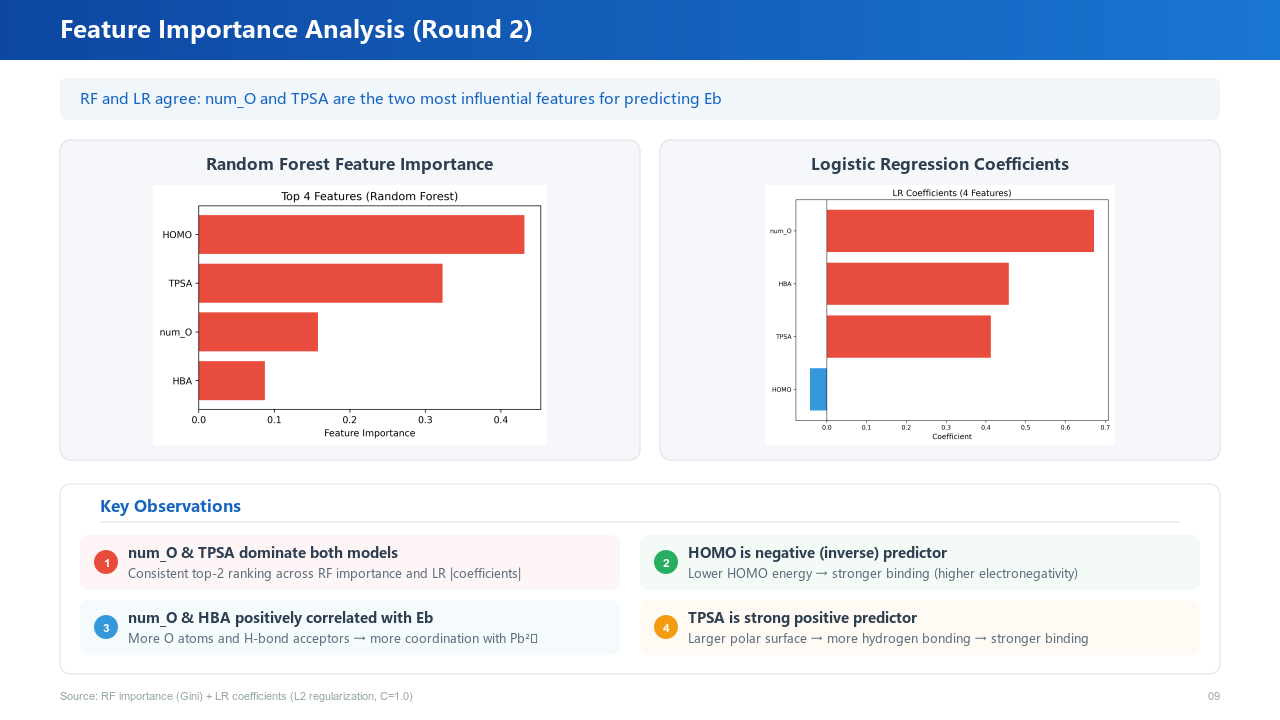 Feature Importance Analysis (Round 2)
RF and LR agree: num_O and TPSA are the two most influential features for predicting Eb
Random Forest Feature Importance
Top 4 Features (Random Forest)
HOMO
TPSA
num_O
HBA
0.0 0.1 0.2 0.3 0.4
Feature Importance
Logistic Regression Coefficients
LR Coefficients (4 Features)
num_O
HBA
TPSA
HOMO
0.0 0.1 0.2 0.3 0.4 0.5 0.6 0.7
Coefficient
Key Observations
1 num_O & TPSA dominate both models
Consistent top-2 ranking across RF importance and LR |coefficients|
2 HOMO is negative (inverse) predictor
Lower HOMO energy → stronger binding (higher electronegativity)
3 num_O & HBA positively correlated with Eb
More O atoms and H-bond acceptors → more coordination with Pb²
4 TPSA is strong positive predictor
Larger polar surface → more hydrogen bonding → stronger binding
Source: RF importance (Gini) + LR coefficients (L2 regularization, C=1.0)
09